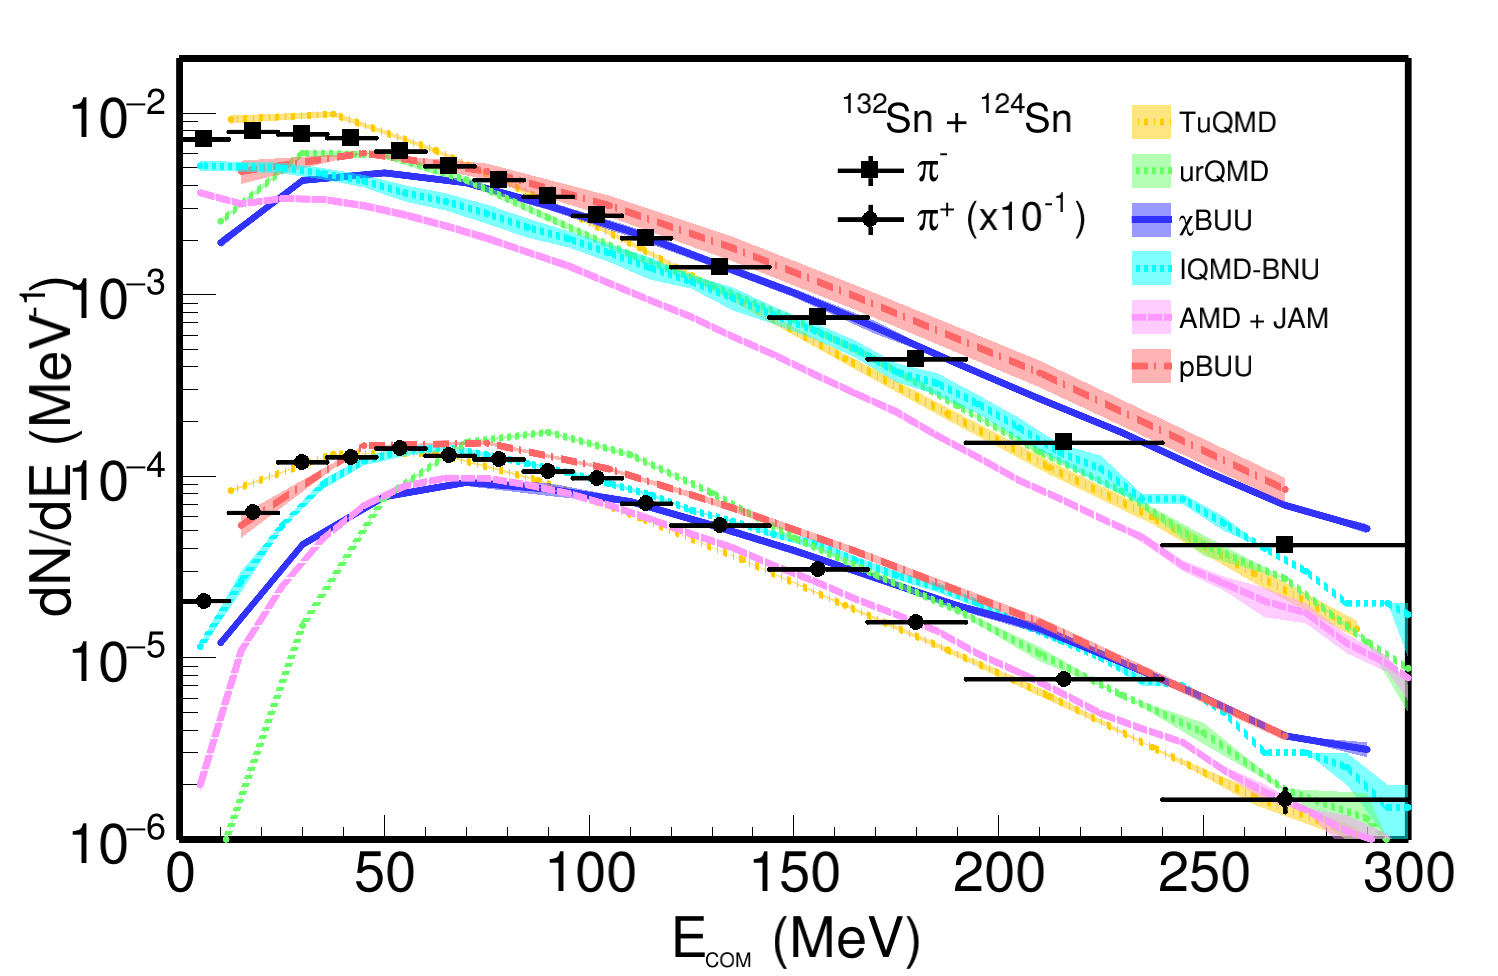 ¹³²Sn + ¹²⁴Sn
π⁻
π⁺ (x10⁻¹)
TuQMD
urQMD
χBUU
IQMD-BNU
AMD + JAM
pBUU
dN/dE (MeV⁻¹)
10⁻²
10⁻³
10⁻⁴
10⁻⁵
10⁻⁶
0 50 100 150 200 250 300
E_COM (MeV)